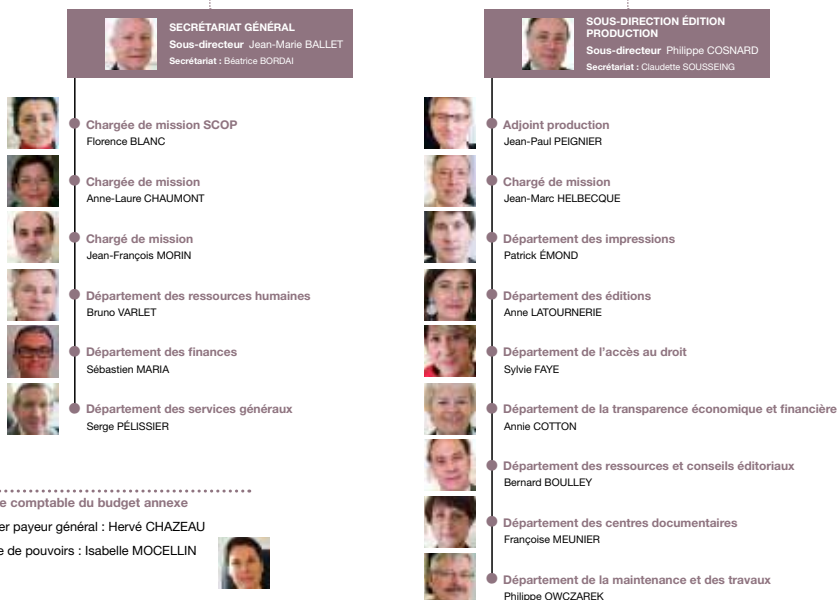 SECRÉTARIAT GÉNÉRAL
Sous-directeur Jean-Marie BALLET
Secrétariat : Béatrice BORDAI
Chargée de mission SCOP
Florence BLANC
Chargée de mission
Anne-Laure CHAUMONT
Chargé de mission
Jean-François MORIN
Département des ressources humaines
Bruno VARLET
Département des finances
Sébastien MARIA
Département des services généraux
Serge PÉLISSIER
e comptable du budget annexe
er payeur général : Hervé CHAZEAU
e de pouvoirs : Isabelle MOCELLIN
SOUS-DIRECTION ÉDITION
PRODUCTION
Sous-directeur Philippe COSNARD
Secrétariat : Claudette SOUSSEING
Adjoint production
Jean-Paul PEIGNIER
Chargé de mission
Jean-Marc HELBECQUE
Département des impressions
Patrick ÉMOND
Département des éditions
Anne LATOURNERIE
Département de l'accès au droit
Sylvie FAYE
Département de la transparence économique et financière
Annie COTTON
Département des ressources et conseils éditoriaux
Bernard BOULLEY
Département des centres documentaires
Françoise MEUNIER
Département de la maintenance et des travaux
Philippe OWCZAREK